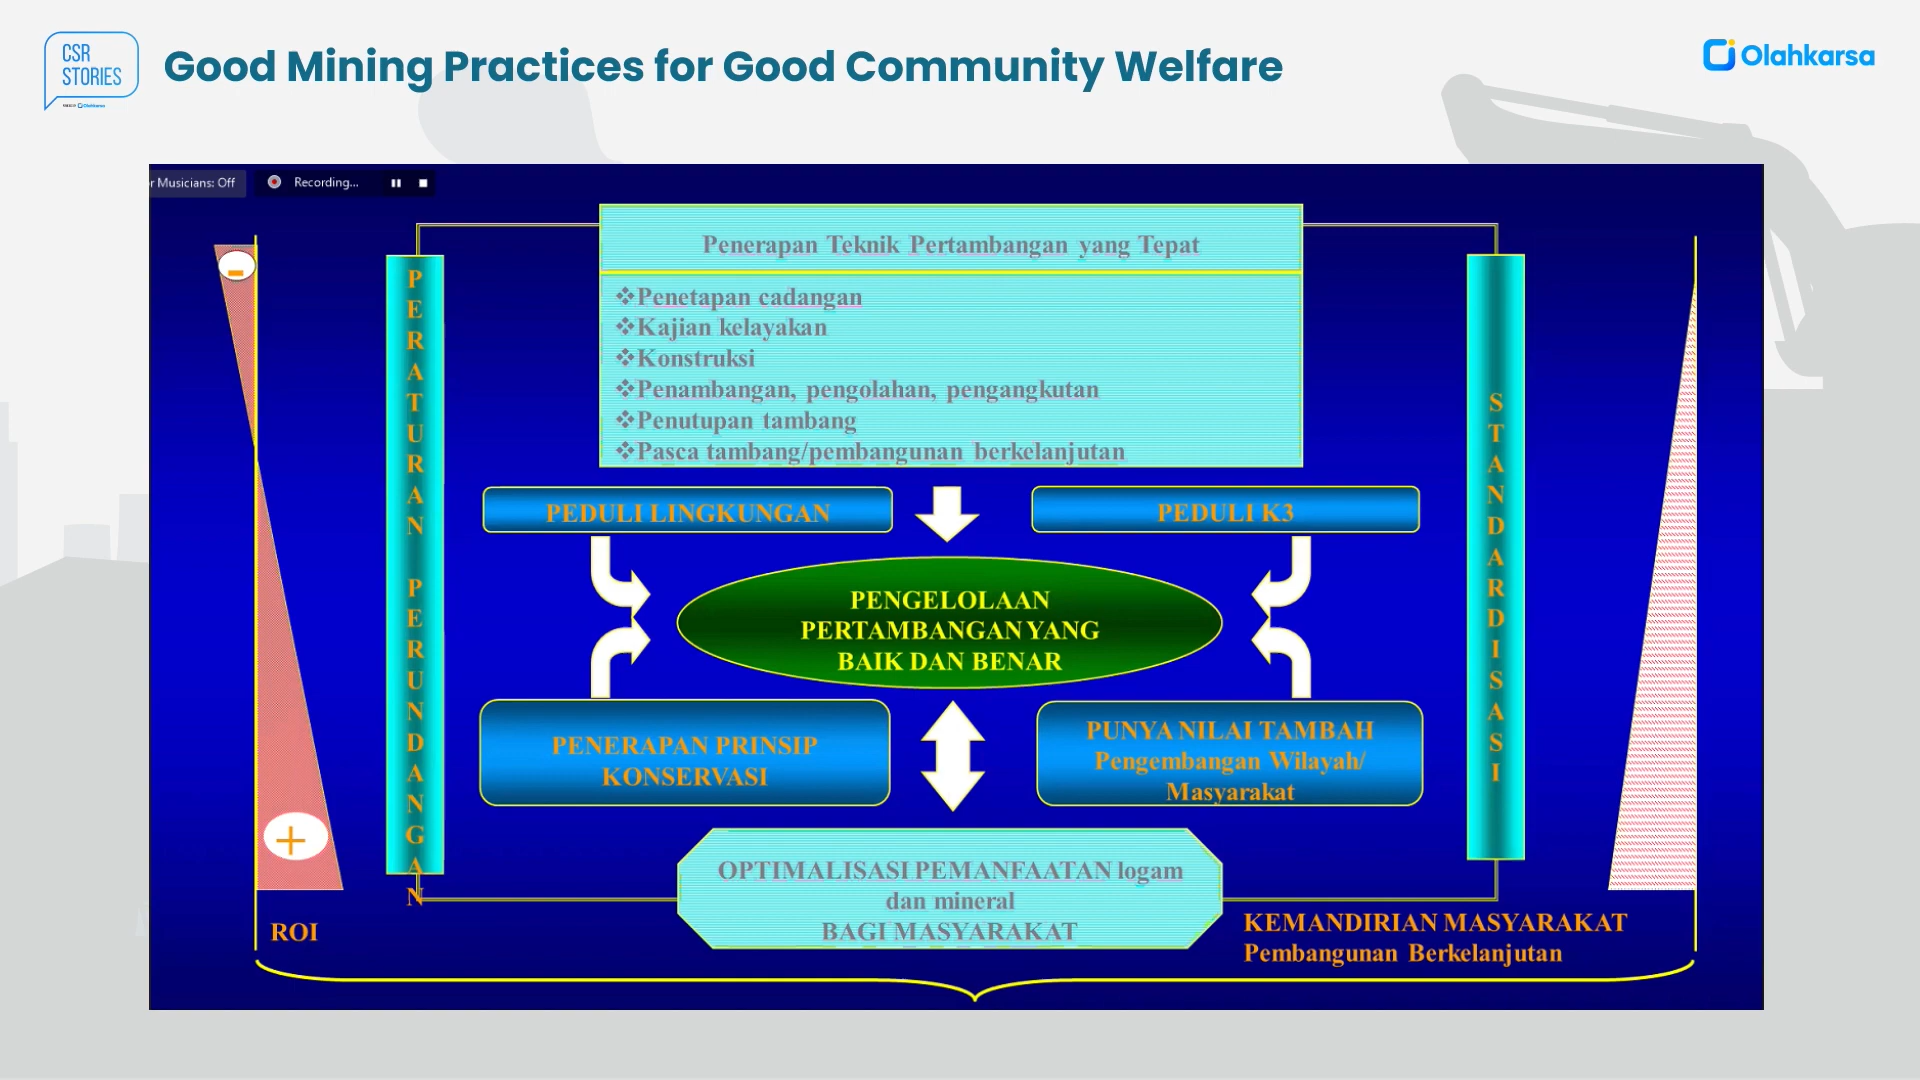 CSR
STORIES
Good Mining Practices for Good Community Welfare
Olahkarsa
r Musicians: Off
Recording...
Penerapan Teknik Pertambangan yang Tepat
❖Penetapan cadangan
❖Kajian kelayakan
❖Konstruksi
❖Penambangan, pengolahan, pengangkutan
❖Penutupan tambang
❖Pasca tambang/pembangunan berkelanjutan
-
+
PERATURAN PERUNDANGAN
STANDARDISASI
PEDULI LINGKUNGAN
PEDULI K3
PENGELOLAAN
PERTAMBANGAN YANG
BAIK DAN BENAR
PENERAPAN PRINSIP
KONSERVASI
PUNYA NILAI TAMBAH
Pengembangan Wilayah/
Masyarakat
OPTIMALISASI PEMANFAATAN logam
dan mineral
BAGI MASYARAKAT
ROI
KEMANDIRIAN MASYARAKAT
Pembangunan Berkelanjutan